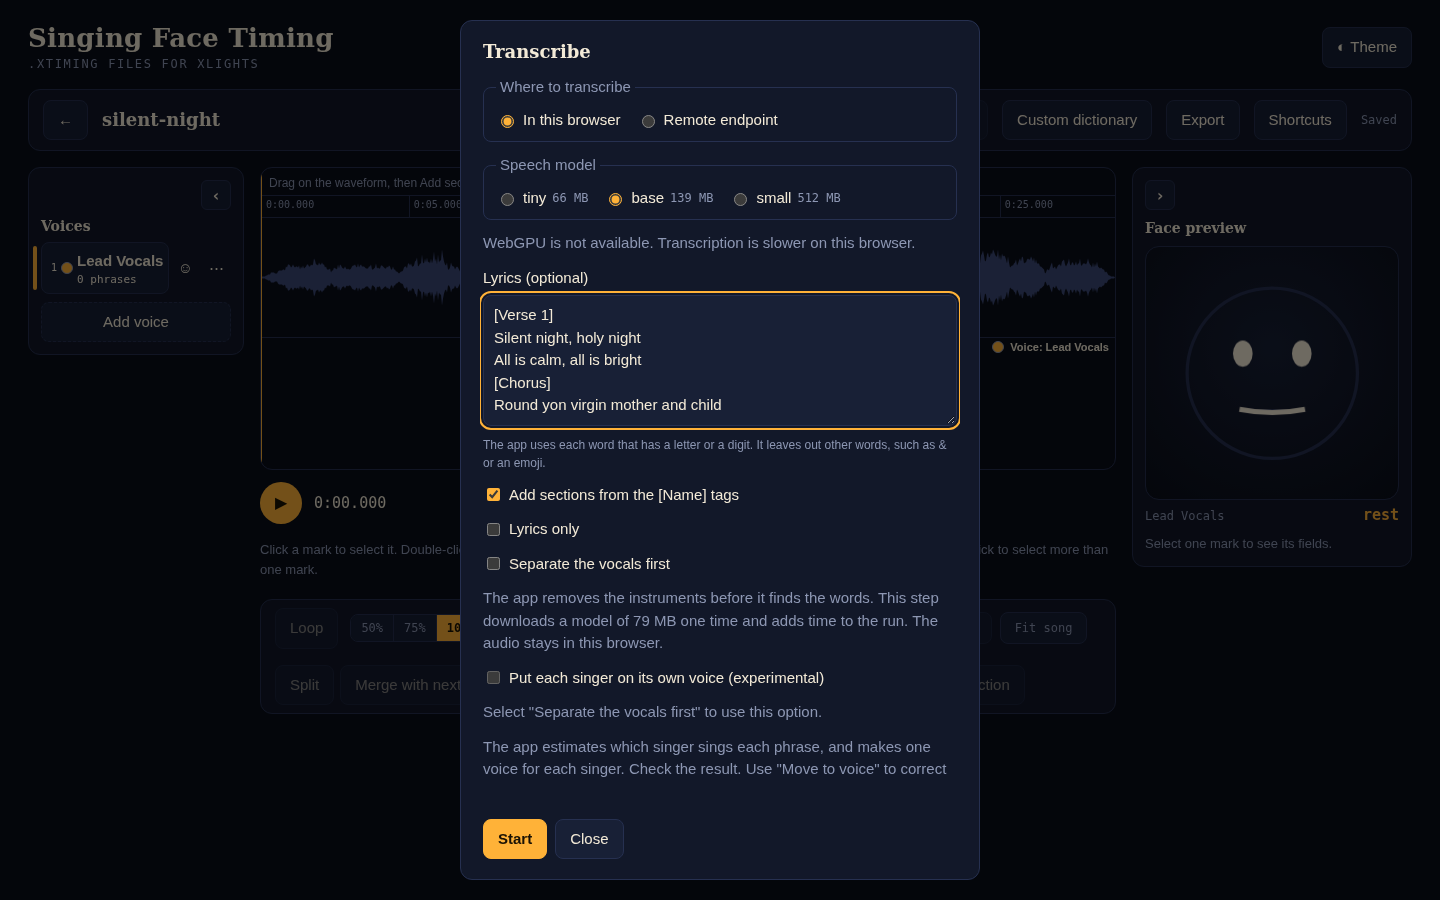 Singing Face Timing
.XTIMING FILES FOR XLIGHTS
Theme
←
silent-night
Custom dictionary
Export
Shortcuts
Saved
Voices
1
Lead Vocals
0 phrases
Add voice
Drag on the waveform, then Add sec
0:00.000
0:05.000
0:25.000
Voice: Lead Vocals
0:00.000
Click a mark to select it. Double-cli
ck to select more than
one mark.
Loop
50%
75%
10
Fit song
Split
Merge with next
ction
Face preview
Lead Vocals
rest
Select one mark to see its fields.
Transcribe
Where to transcribe
In this browser
Remote endpoint
Speech model
tiny 66 MB
base 139 MB
small 512 MB
WebGPU is not available. Transcription is slower on this browser.
Lyrics (optional)
[Verse 1]
Silent night, holy night
All is calm, all is bright
[Chorus]
Round yon virgin mother and child
The app uses each word that has a letter or a digit. It leaves out other words, such as &
or an emoji.
Add sections from the [Name] tags
Lyrics only
Separate the vocals first
The app removes the instruments before it finds the words. This step
downloads a model of 79 MB one time and adds time to the run. The
audio stays in this browser.
Put each singer on its own voice (experimental)
Select "Separate the vocals first" to use this option.
The app estimates which singer sings each phrase, and makes one
voice for each singer. Check the result. Use "Move to voice" to correct
Start
Close